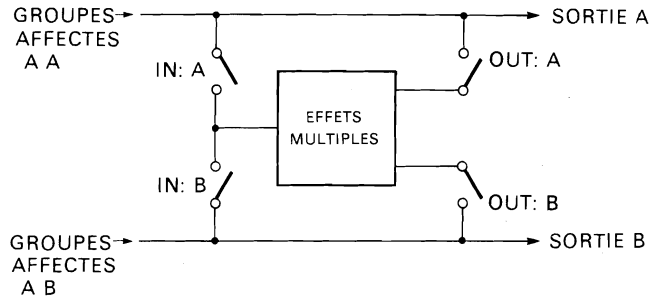 GROUPES
AFFECTES
A A
SORTIE A
IN: A
OUT: A
EFFETS
MULTIPLES
IN: B
OUT: B
GROUPES
AFFECTES
A B
SORTIE B